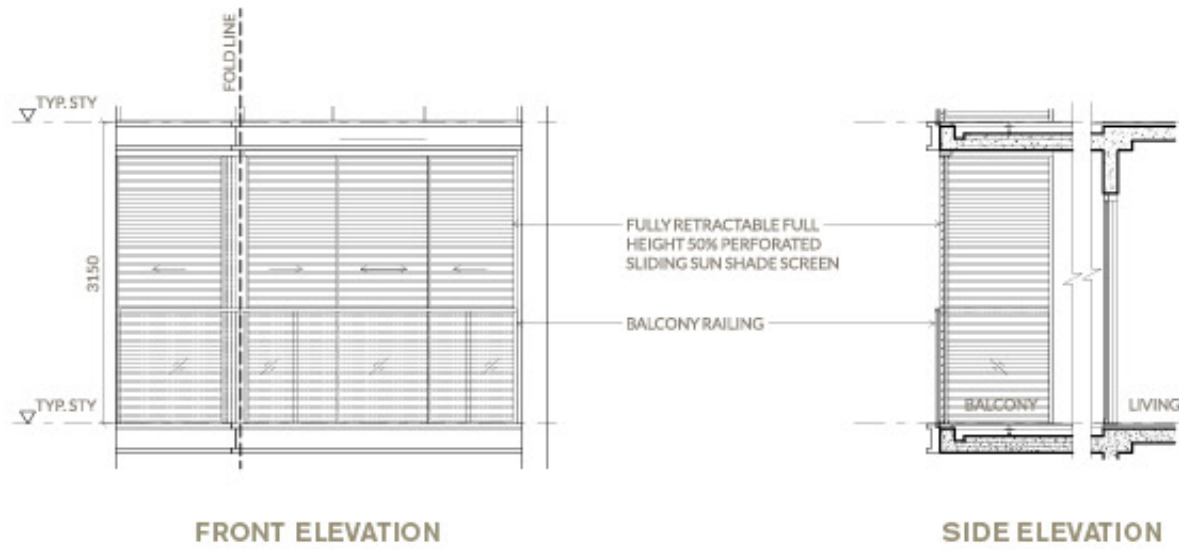 FOLD LINE
TYP. STY
3150
FULLY RETRACTABLE FULL
HEIGHT 50% PERFORATED
SLIDING SUN SHADE SCREEN
BALCONY RAILING
TYP. STY
BALCONY
LIVING
FRONT ELEVATION
SIDE ELEVATION